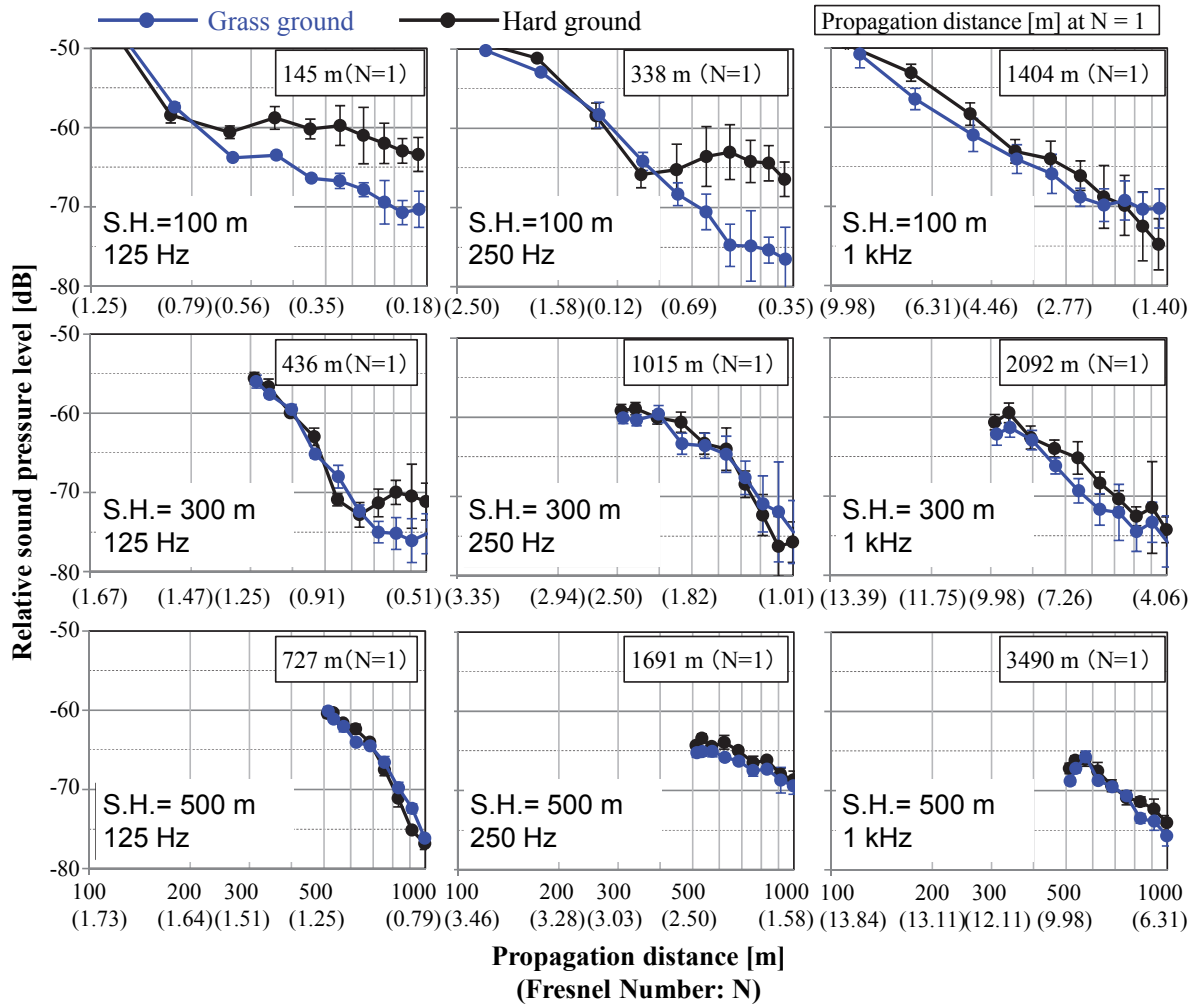 Grass ground
Hard ground
Propagation distance [m] at N = 1
Relative sound pressure level [dB]
-50
-60
-70
-80
145 m(N=1)
S.H.=100 m
125 Hz
(1.25) (0.79) (0.56) (0.35) (0.18)
338 m(N=1)
S.H.=100 m
250 Hz
(2.50) (1.58) (0.12) (0.69) (0.35)
1404 m(N=1)
S.H.=100 m
1 kHz
(9.98) (6.31) (4.46) (2.77) (1.40)
-50
-60
-70
-80
436 m(N=1)
S.H.= 300 m
125 Hz
(1.67) (1.47) (1.25) (0.91) (0.51)
1015 m(N=1)
S.H.= 300 m
250 Hz
(3.35) (2.94) (2.50) (1.82) (1.01)
2092 m (N=1)
S.H.= 300 m
1 kHz
(13.39) (11.75) (9.98) (7.26) (4.06)
-50
-60
-70
-80
727 m(N=1)
S.H.= 500 m
125 Hz
100 200 300 500 1000
(1.73) (1.64) (1.51) (1.25) (0.79)
1691 m (N=1)
S.H.= 500 m
250 Hz
200 300 500 1000
(3.46) (3.28) (3.03) (2.50) (1.58)
3490 m (N=1)
S.H.= 500 m
1 kHz
100 200 300 500 1000
(13.84) (13.11) (12.11) (9.98) (6.31)
Propagation distance [m]
(Fresnel Number: N)